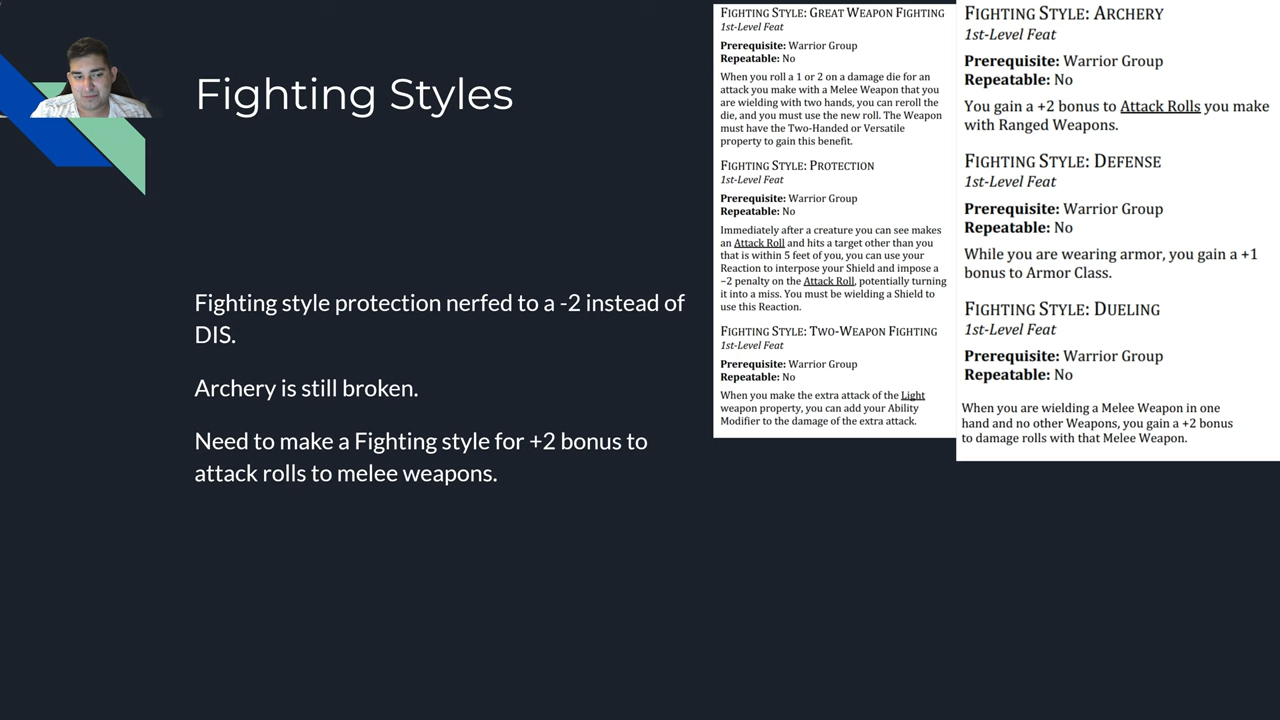 Fighting Styles
Fighting style protection nerfed to a -2 instead of
DIS.
Archery is still broken.
Need to make a Fighting style for +2 bonus to
attack rolls to melee weapons.
FIGHTING STYLE: GREAT WEAPON FIGHTING
1st-Level Feat
Prerequisite: Warrior Group
Repeatable: No
When you roll a 1 or 2 on a damage die for an
attack you make with a Melee Weapon that you
are wielding with two hands, you can reroll the
die, and you must use the new roll. The Weapon
must have the Two-Handed or Versatile
property to gain this benefit.
FIGHTING STYLE: PROTECTION
1st-Level Feat
Prerequisite: Warrior Group
Repeatable: No
Immediately after a creature you can see makes
an Attack Roll and hits a target other than you
that is within 5 feet of you, you can use your
Reaction to interpose your Shield and impose a
−2 penalty on the Attack Roll, potentially turning
it into a miss. You must be wielding a Shield to
use this Reaction.
FIGHTING STYLE: TWO-WEAPON FIGHTING
1st-Level Feat
Prerequisite: Warrior Group
Repeatable: No
When you make the extra attack of the Light
weapon property, you can add your Ability
Modifier to the damage of the extra attack.
FIGHTING STYLE: ARCHERY
1st-Level Feat
Prerequisite: Warrior Group
Repeatable: No
You gain a +2 bonus to Attack Rolls you make
with Ranged Weapons.
FIGHTING STYLE: DEFENSE
1st-Level Feat
Prerequisite: Warrior Group
Repeatable: No
While you are wearing armor, you gain a +1
bonus to Armor Class.
FIGHTING STYLE: DUELING
1st-Level Feat
Prerequisite: Warrior Group
Repeatable: No
When you are wielding a Melee Weapon in one
hand and no other Weapons, you gain a +2 bonus
to damage rolls with that Melee Weapon.